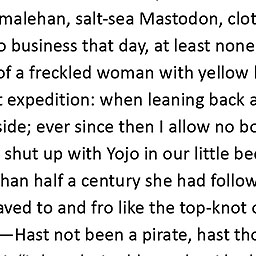 malehan, salt-sea Mastodon, clot
o business that day, at least none
of a freckled woman with yellow
t expedition: when leaning back a
side; ever since then I allow no bo
shut up with Yojo in our little be
han half a century she had follow
aved to and fro like the top-knot
—Hast not been a pirate, hast tho